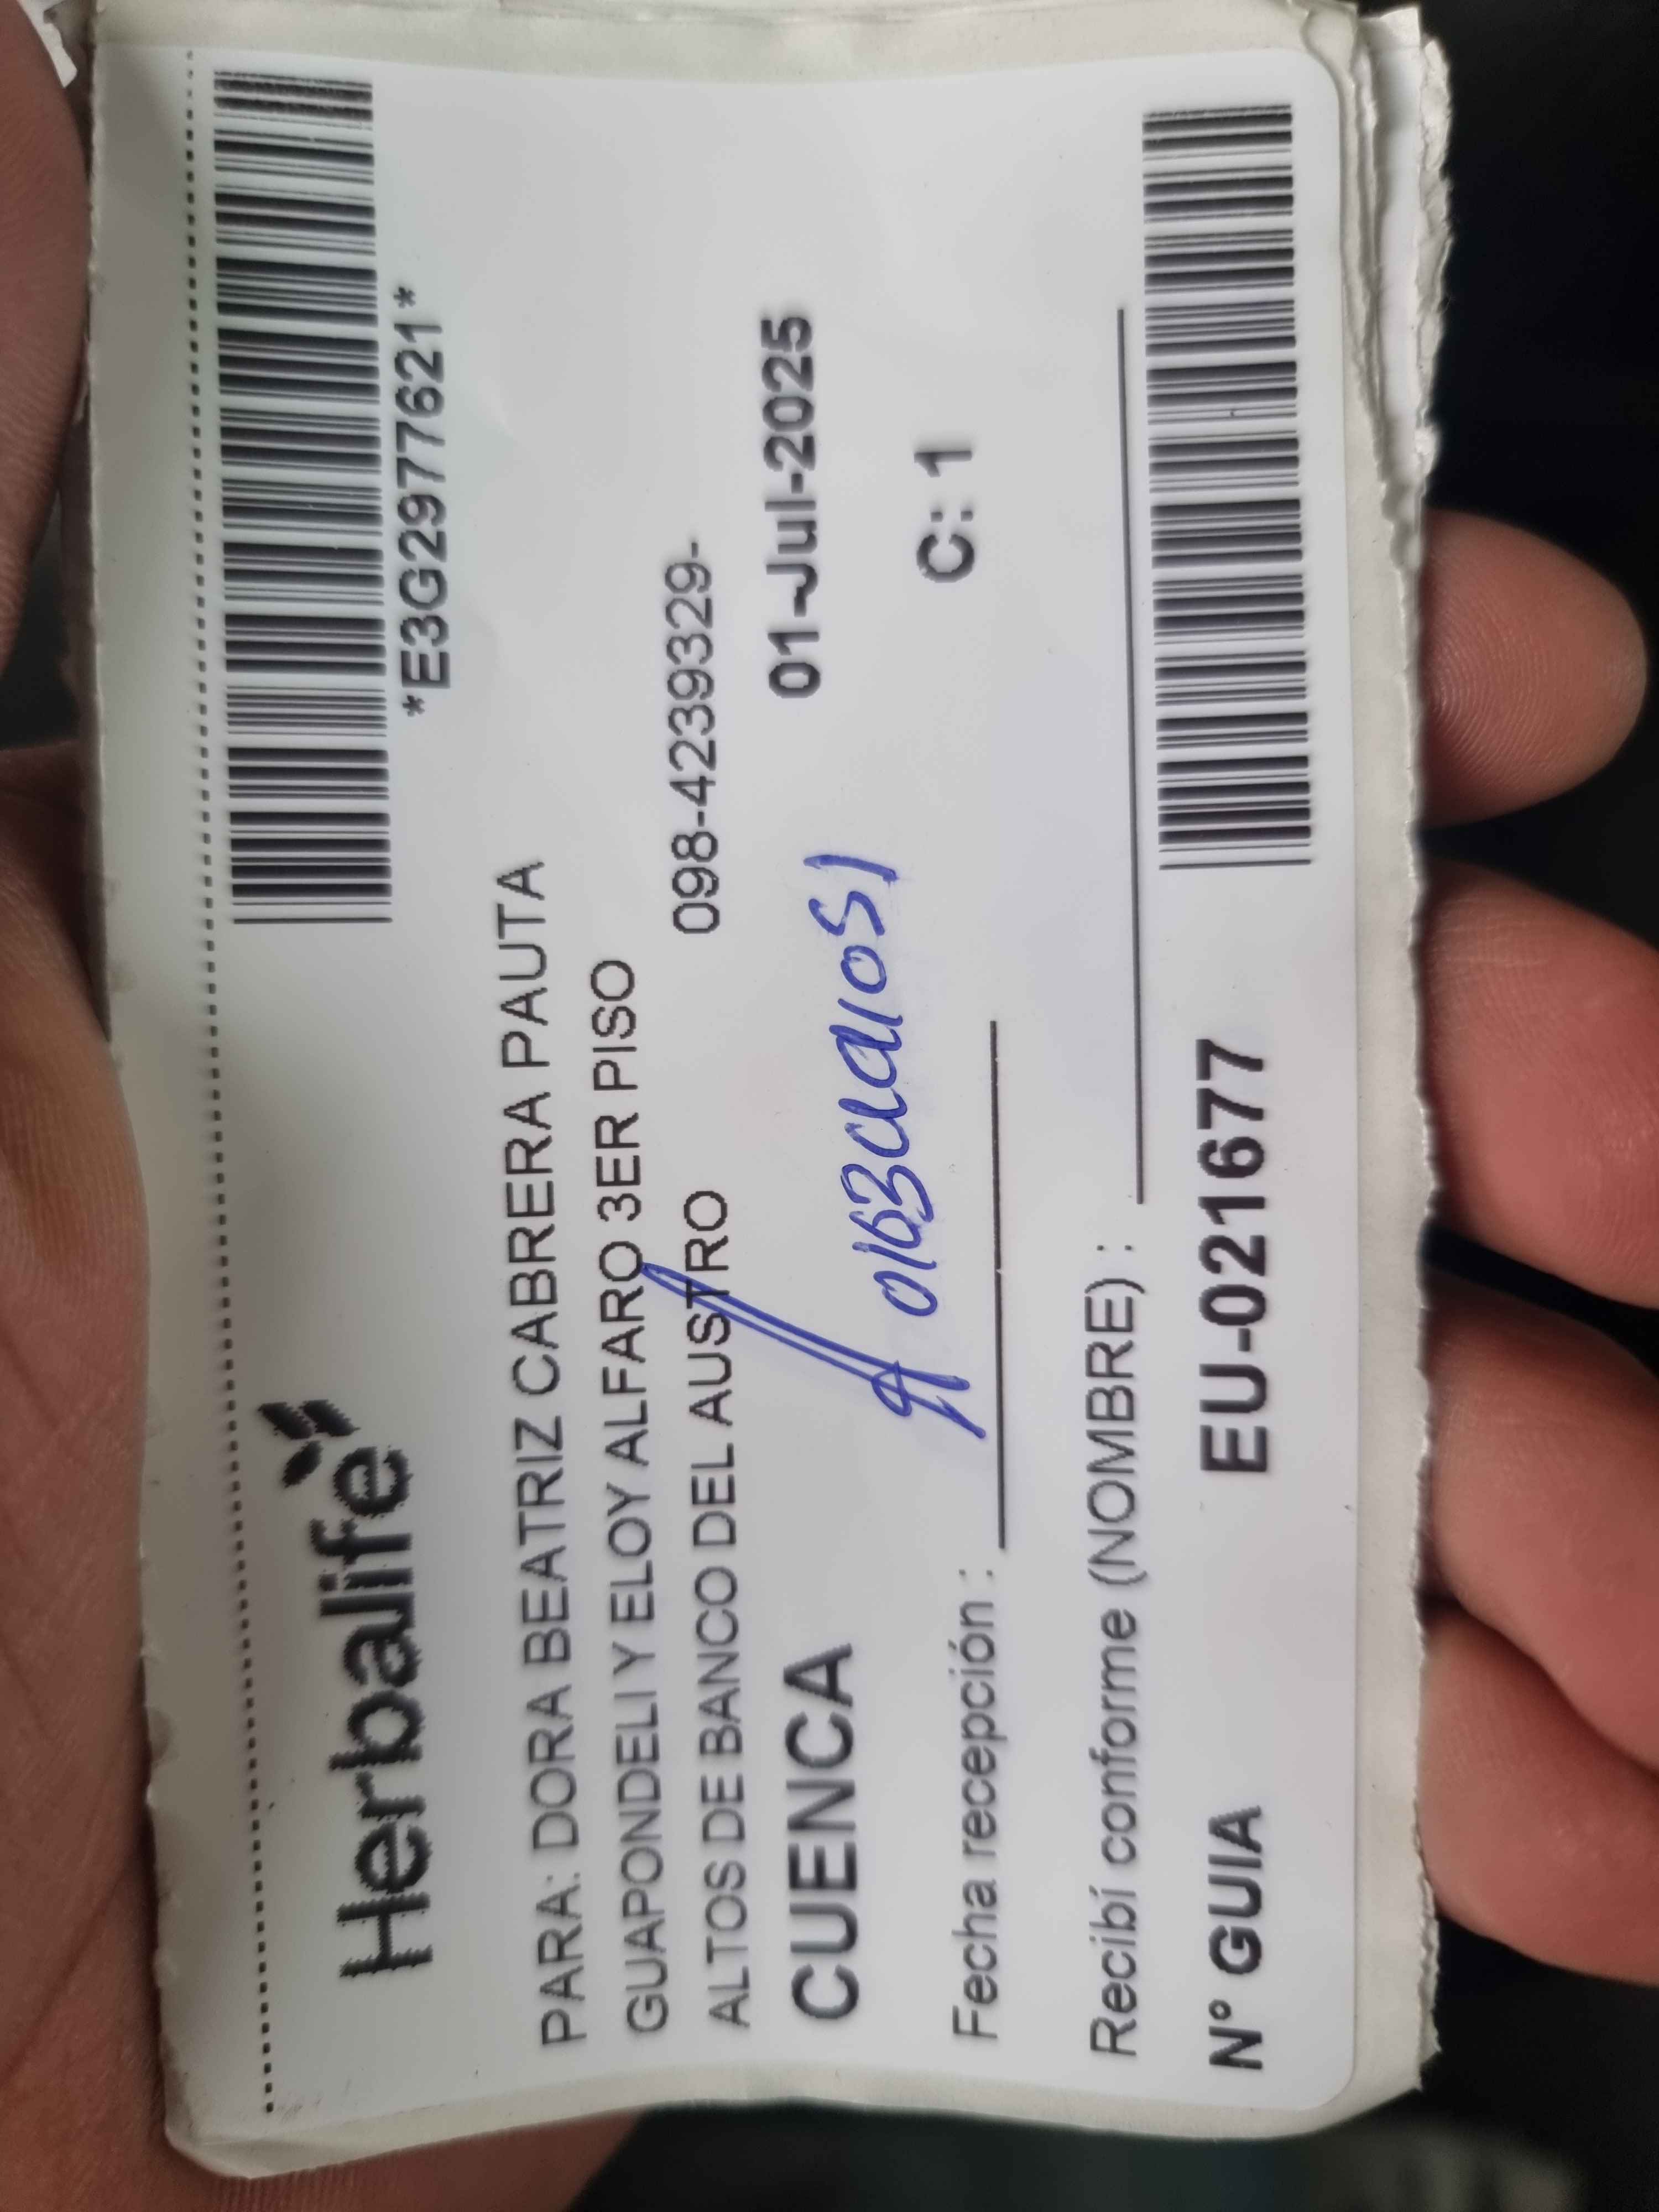 Herbalife
*E3G2977621*
PARA: DORA BEATRIZ CABRERA PAUTA
GUAPONDELI Y ELOY ALFARO 3ER PISO
ALTOS DE BANCO DEL AUSTRO 098-4239329-
CUENCA 01-Jul-2025
Fecha recepción : C: 1
Recibí conforme (NOMBRE) :
N° GUIA EU-021677